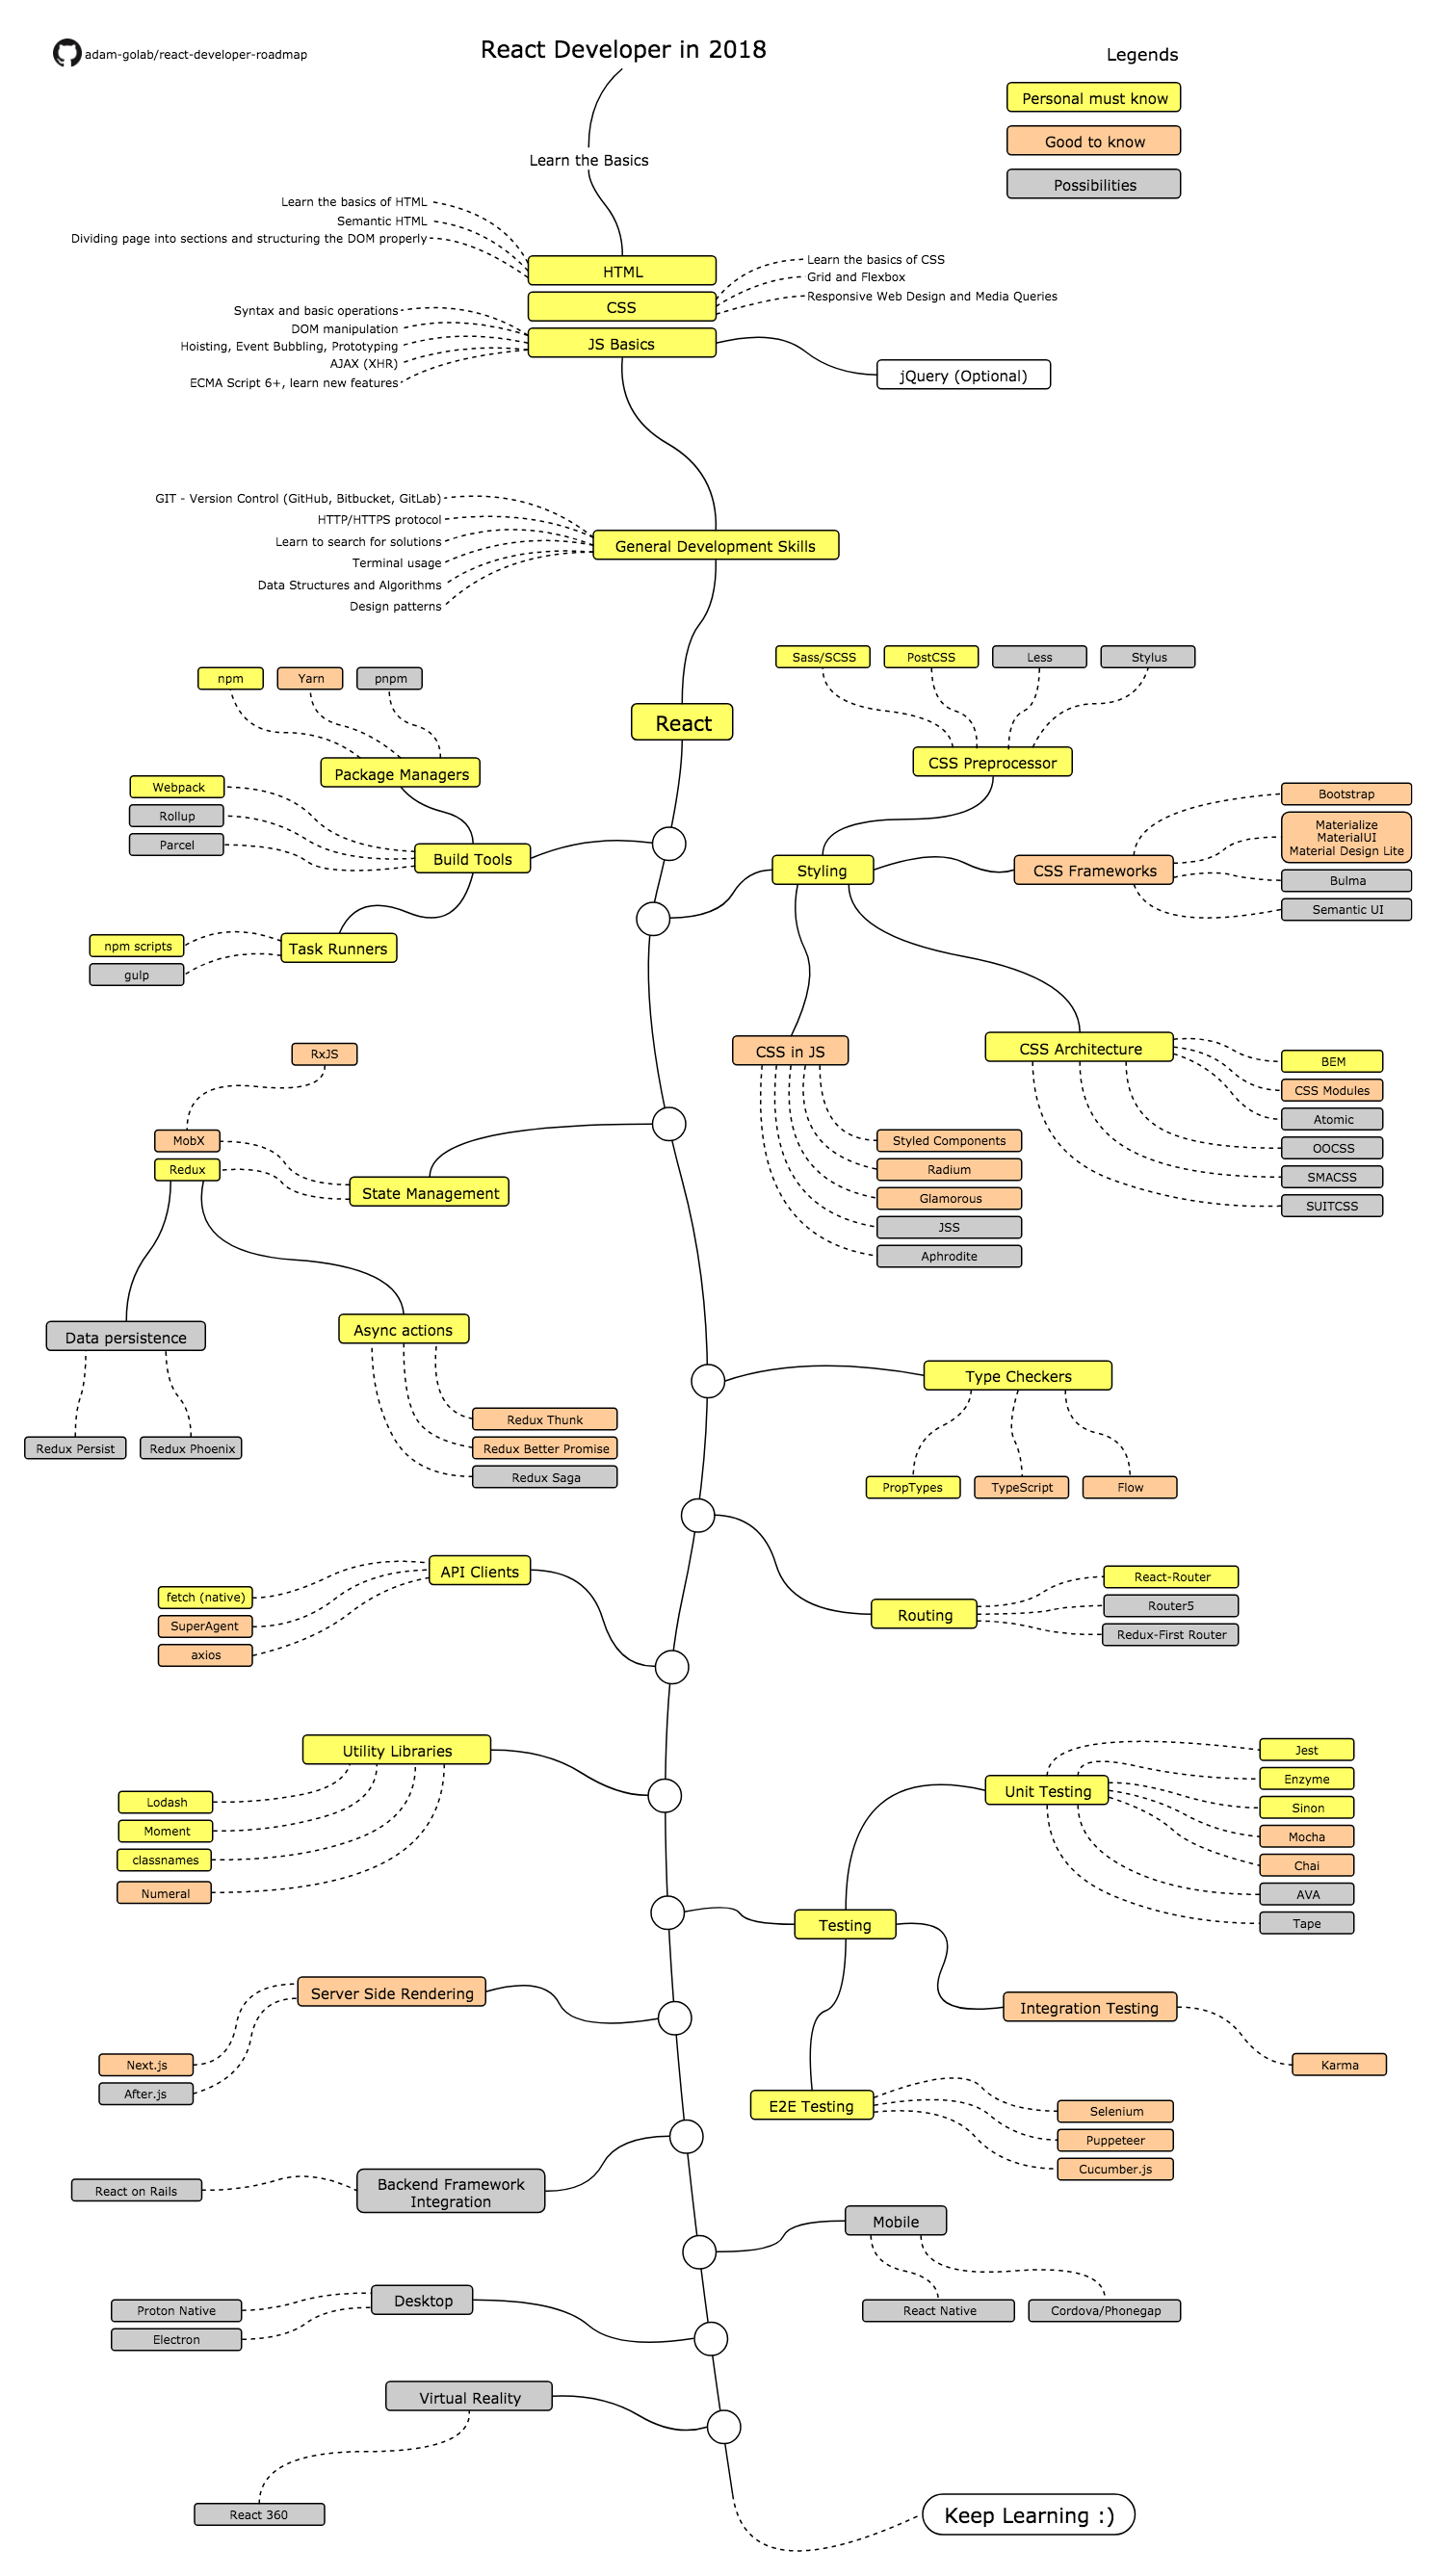 adam-golab/react-developer-roadmap
React Developer in 2018
Legends
Personal must know
Good to know
Possibilities
Learn the Basics
Learn the basics of HTML
Semantic HTML
Dividing page into sections and structuring the DOM properly
HTML
Learn the basics of CSS
Grid and Flexbox
Responsive Web Design and Media Queries
CSS
Syntax and basic operations
DOM manipulation
Hoisting, Event Bubbling, Prototyping
AJAX (XHR)
ECMA Script 6+, learn new features
JS Basics
jQuery (Optional)
GIT - Version Control (GitHub, Bitbucket, GitLab)
HTTP/HTTPS protocol
Learn to search for solutions
Terminal usage
Data Structures and Algorithms
Design patterns
General Development Skills
React
npm
Yarn
pnpm
Package Managers
Webpack
Rollup
Parcel
Build Tools
npm scripts
gulp
Task Runners
Sass/SCSS
PostCSS
Less
Stylus
CSS Preprocessor
Styling
CSS Frameworks
Bootstrap
Materialize
MaterialUI
Material Design Lite
Bulma
Semantic UI
CSS in JS
Styled Components
Radium
Glamorous
JSS
Aphrodite
CSS Architecture
BEM
CSS Modules
Atomic
OOCSS
SMACSS
SUITCSS
RxJS
MobX
Redux
State Management
Data persistence
Redux Persist
Redux Phoenix
Async actions
Redux Thunk
Redux Better Promise
Redux Saga
Type Checkers
PropTypes
TypeScript
Flow
API Clients
fetch (native)
SuperAgent
axios
Routing
React-Router
Router5
Redux-First Router
Utility Libraries
Lodash
Moment
classnames
Numeral
Unit Testing
Jest
Enzyme
Sinon
Mocha
Chai
AVA
Tape
Testing
Integration Testing
Karma
E2E Testing
Selenium
Puppeteer
Cucumber.js
Server Side Rendering
Next.js
After.js
Backend Framework
Integration
React on Rails
Mobile
React Native
Cordova/Phonegap
Desktop
Proton Native
Electron
Virtual Reality
React 360
Keep Learning :)